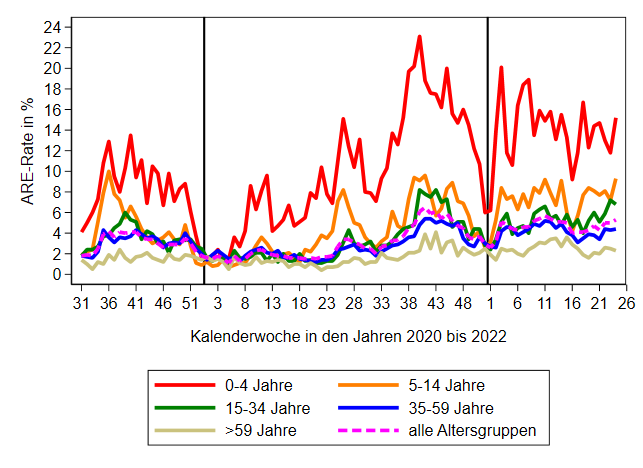 ARE-Rate in %
24
22
20
18
16
14
12
10
8
6
4
2
0
31 36 41 46 51 3 8 13 18 23 28 33 38 43 48 1 6 11 16 21 26
Kalenderwoche in den Jahren 2020 bis 2022
0-4 Jahre 5-14 Jahre
15-34 Jahre 35-59 Jahre
>59 Jahre alle Altersgruppen